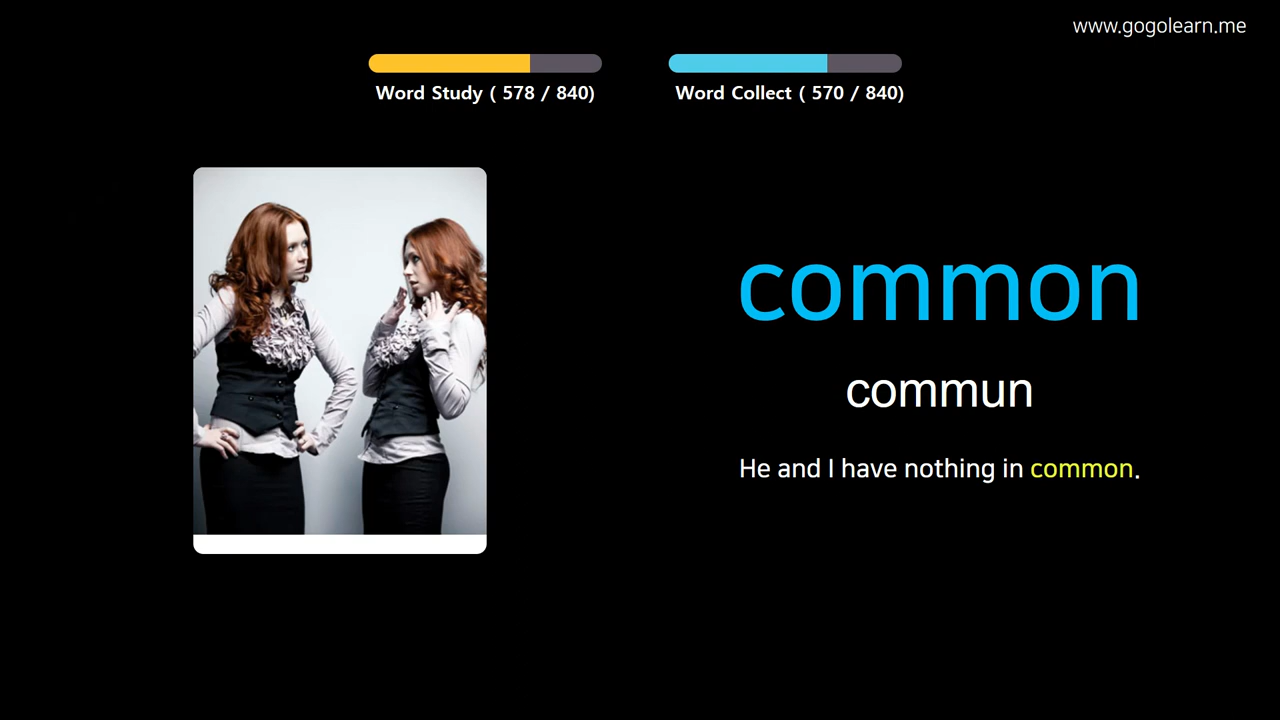 www.gogolearn.me
Word Study ( 578 / 840)
Word Collect ( 570 / 840)
common
commun
He and I have nothing in common.